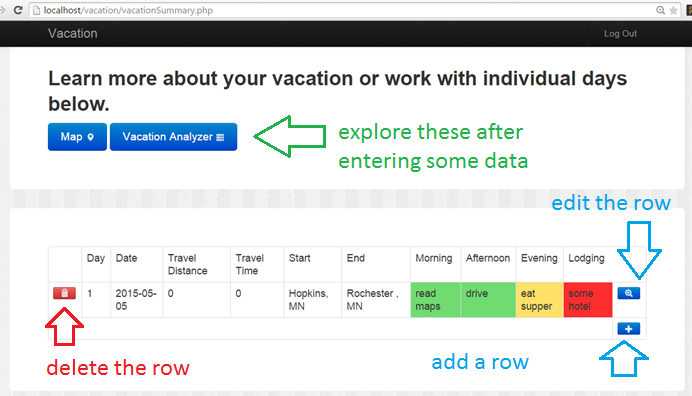 localhost/vacation/vacationSummary.php
Vacation Log Out
Learn more about your vacation or work with individual days
below.
Map Vacation Analyzer
explore these after
entering some data
edit the row
Day Date Travel Distance Travel Time Start End Morning Afternoon Evening Lodging
1 2015-05-05 0 0 Hopkins, MN Rochester , MN read maps drive eat supper some hotel
delete the row
add a row